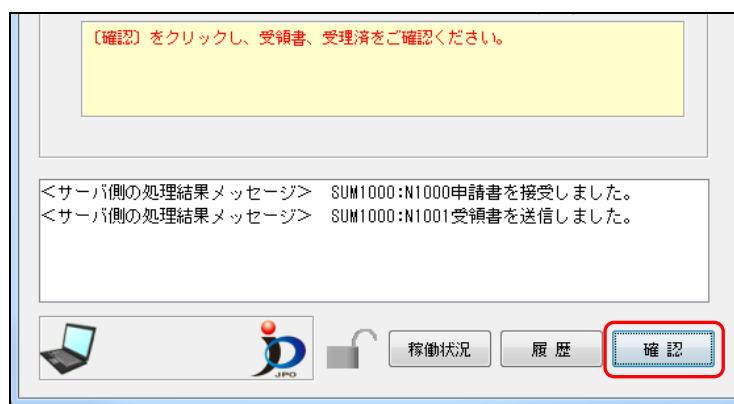 〔確認〕をクリックし、受領書、受理済をご確認ください。
＜サーバ側の処理結果メッセージ＞　SUM1000:N1000申請書を接受しました。
＜サーバ側の処理結果メッセージ＞　SUM1000:N1001受領書を送信しました。
JPO
稼働状況
履 歴
確 認